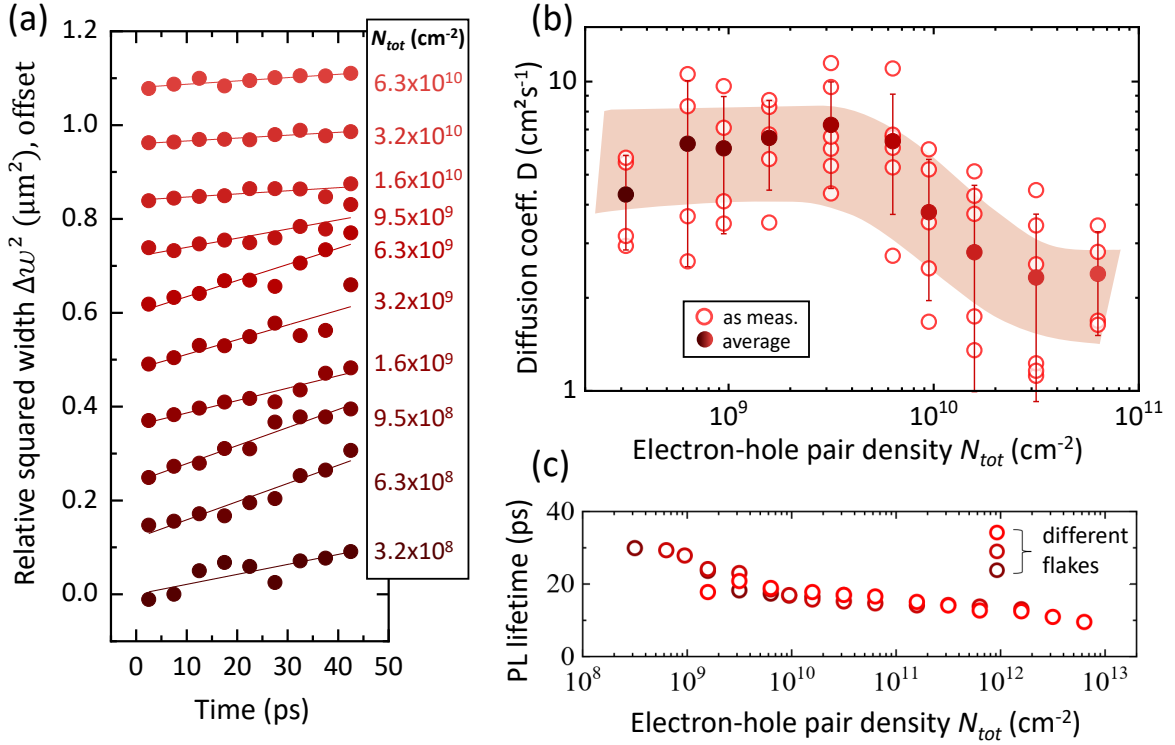 (a)
Relative squared width Δw² (μm²), offset
1.2
1.0
0.8
0.6
0.4
0.2
0.0
0 10 20 30 40 50
Time (ps)
N_tot (cm⁻²)
6.3x10¹⁰
3.2x10¹⁰
1.6x10¹⁰
9.5x10⁹
6.3x10⁹
3.2x10⁹
1.6x10⁹
9.5x10⁸
6.3x10⁸
3.2x10⁸
(b)
Diffusion coeff. D (cm²s⁻¹)
10
1
as meas.
average
10⁹ 10¹⁰ 10¹¹
Electron-hole pair density N_tot (cm⁻²)
(c)
PL lifetime (ps)
40
20
0
different
flakes
10⁸ 10⁹ 10¹⁰ 10¹¹ 10¹² 10¹³
Electron-hole pair density N_tot (cm⁻²)